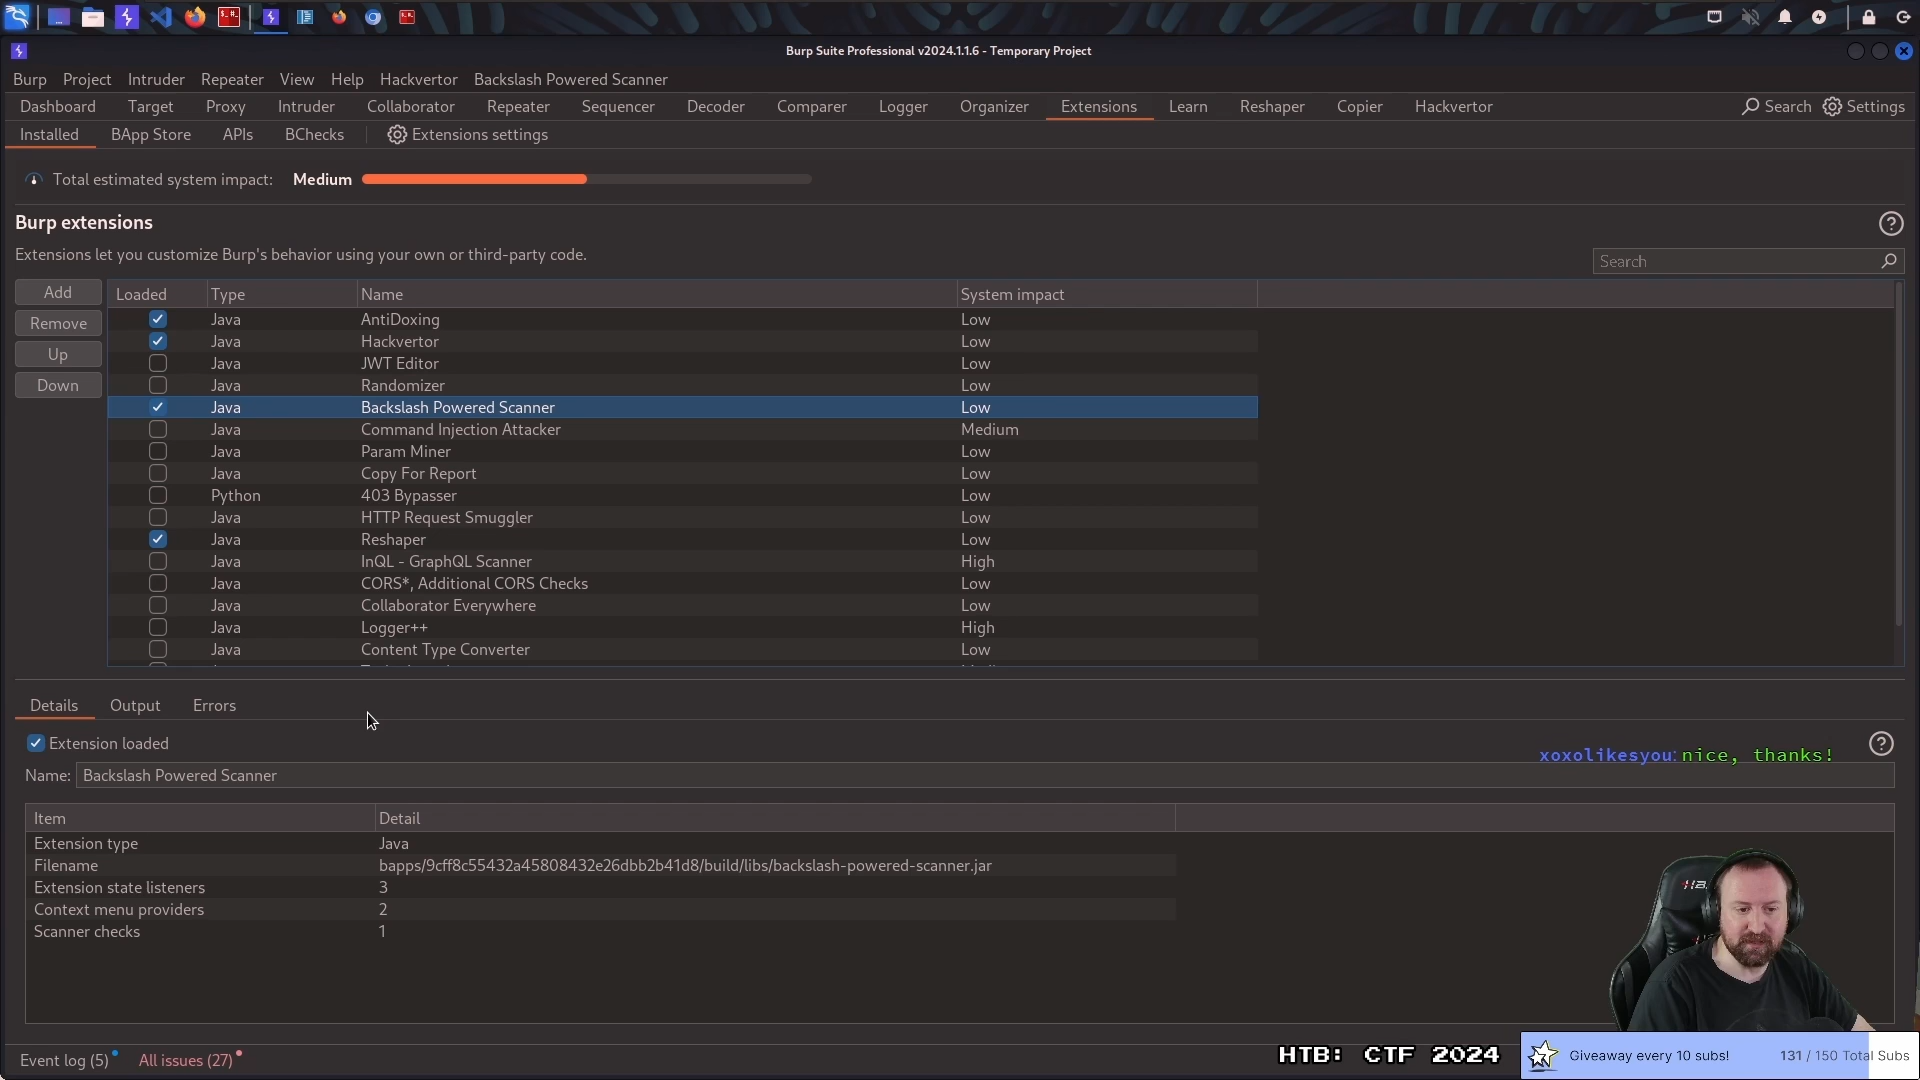 Burp Suite Professional v2024.1.1.6 - Temporary Project
Burp Project Intruder Repeater View Help Hackvertor Backslash Powered Scanner
Dashboard Target Proxy Intruder Collaborator Repeater Sequencer Decoder Comparer Logger Organizer Extensions Learn Reshaper Copier Hackvertor Search Settings
Installed BApp Store APIs BChecks Extensions settings
Total estimated system impact: Medium
Burp extensions
Extensions let you customize Burp's behavior using your own or third-party code.
Search
Add
Remove
Up
Down
Loaded Type Name System impact
Java AntiDoxing Low
Java Hackvertor Low
Java JWT Editor Low
Java Randomizer Low
Java Backslash Powered Scanner Low
Java Command Injection Attacker Medium
Java Param Miner Low
Java Copy For Report Low
Python 403 Bypasser Low
Java HTTP Request Smuggler Low
Java Reshaper Low
Java InQL - GraphQL Scanner High
Java CORS*, Additional CORS Checks Low
Java Collaborator Everywhere Low
Java Logger++ High
Java Content Type Converter Low
Details Output Errors
Extension loaded
xoxolikesyou: nice, thanks!
Name: Backslash Powered Scanner
Item Detail
Extension type Java
Filename bapps/9cff8c55432a45808432e26dbb2b41d8/build/libs/backslash-powered-scanner.jar
Extension state listeners 3
Context menu providers 2
Scanner checks 1
Event log (5) All issues (27)
HTB: CTF 2024
Giveaway every 10 subs! 131 / 150 Total Subs